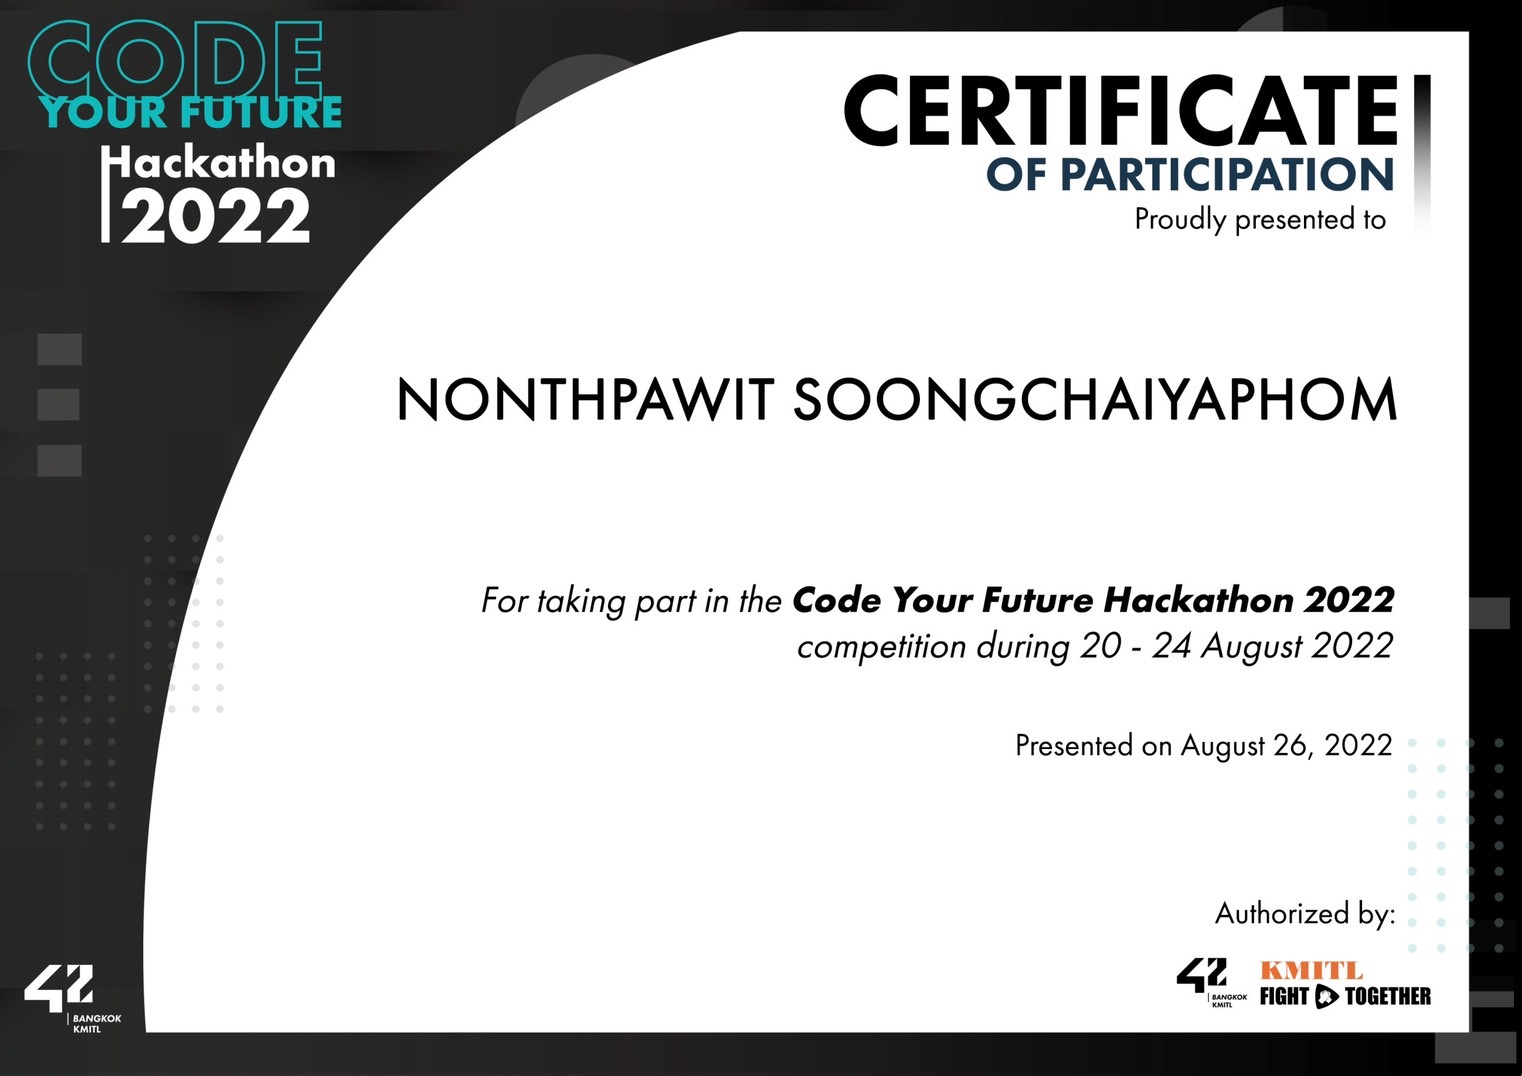 CODE
YOUR FUTURE
Hackathon
2022
CERTIFICATE
OF PARTICIPATION
Proudly presented to
NONTHPAWIT SOONGCHAIYAPHOM
For taking part in the Code Your Future Hackathon 2022
competition during 20 - 24 August 2022
Presented on August 26, 2022
Authorized by:
42
BANGKOK
KMITL
KMITL
FIGHT TOGETHER
42
BANGKOK
KMITL